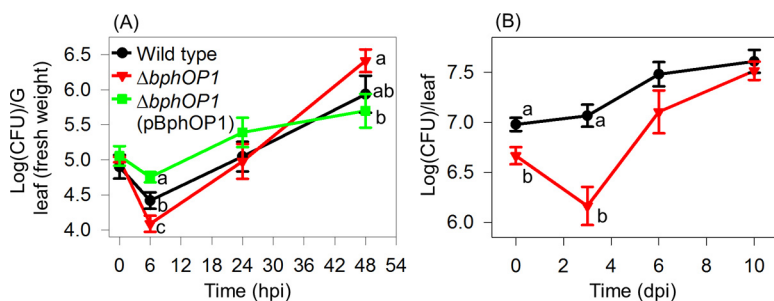 (A)
Wild type
ΔbphOP1
ΔbphOP1
(pBphOP1)
Log(CFU)/G
leaf (fresh weight)
6.5
6.0
5.5
5.0
4.5
4.0
a
ab
b
a
b
c
0 6 12 18 24 30 36 42 48 54
Time (hpi)
(B)
Log(CFU)/leaf
7.5
7.0
6.5
6.0
a
a
b
b
0 2 4 6 8 10
Time (dpi)